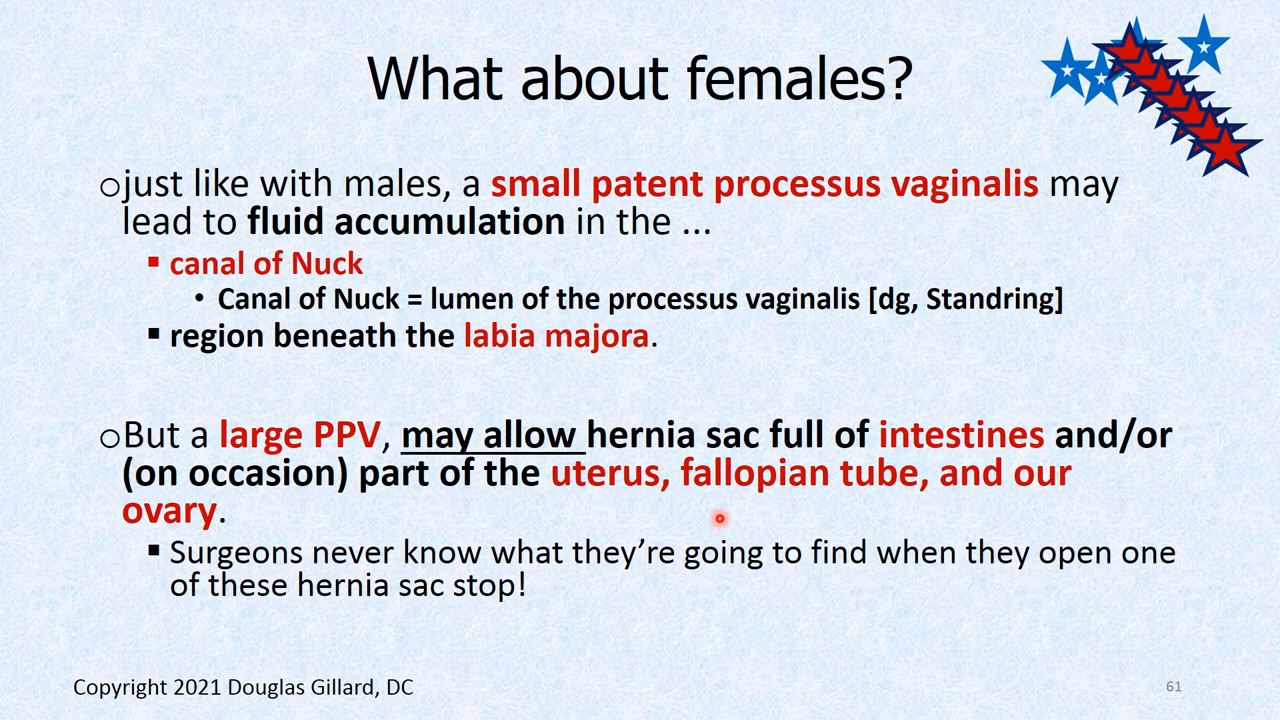 What about females?
just like with males, a small patent processus vaginalis may
lead to fluid accumulation in the ...
canal of Nuck
Canal of Nuck = lumen of the processus vaginalis [dg, Standring]
region beneath the labia majora.
But a large PPV, may allow hernia sac full of intestines and/or
(on occasion) part of the uterus, fallopian tube, and our
ovary.
Surgeons never know what they’re going to find when they open one
of these hernia sac stop!
Copyright 2021 Douglas Gillard, DC
61